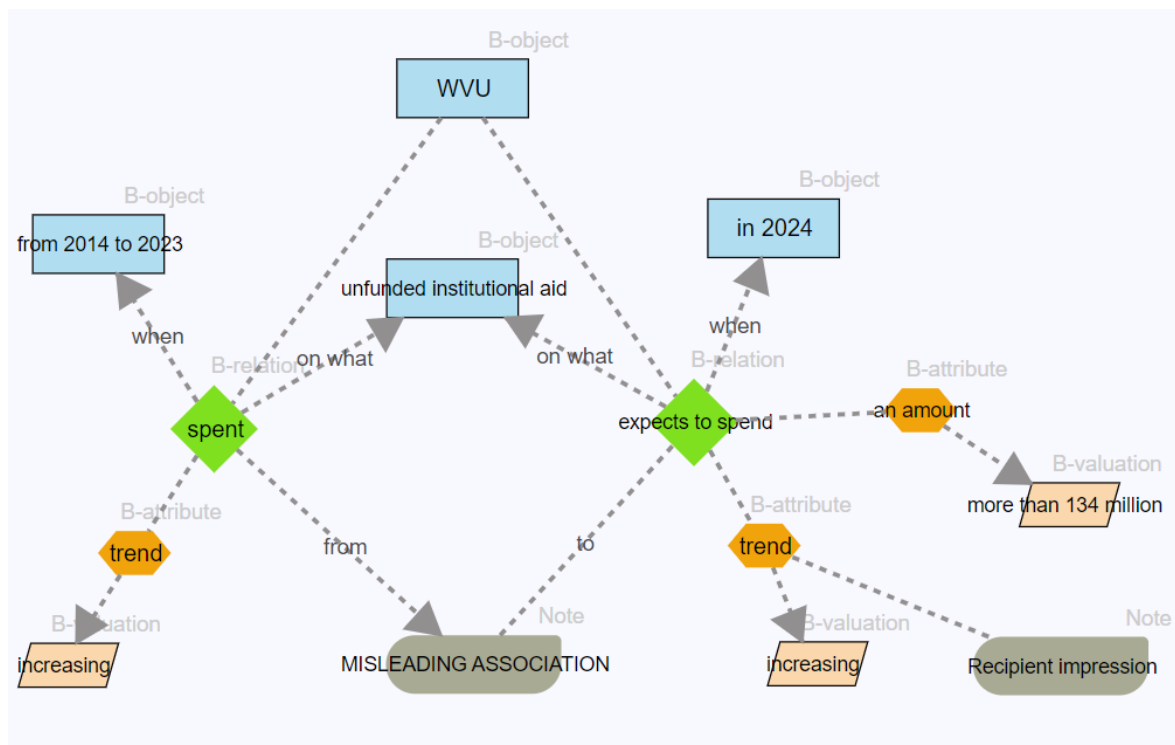 B-object
WVU
B-object
from 2014 to 2023
B-object
in 2024
B-object
unfunded institutional aid
when
when
B-relation
on what
on what
B-relation
B-attribute
spent
expects to spend
an amount
B-valuation
more than 134 million
B-attribute
trend
from
to
B-attribute
trend
B-valuation
increasing
Note
MISLEADING ASSOCIATION
B-valuation
increasing
Note
Recipient impression